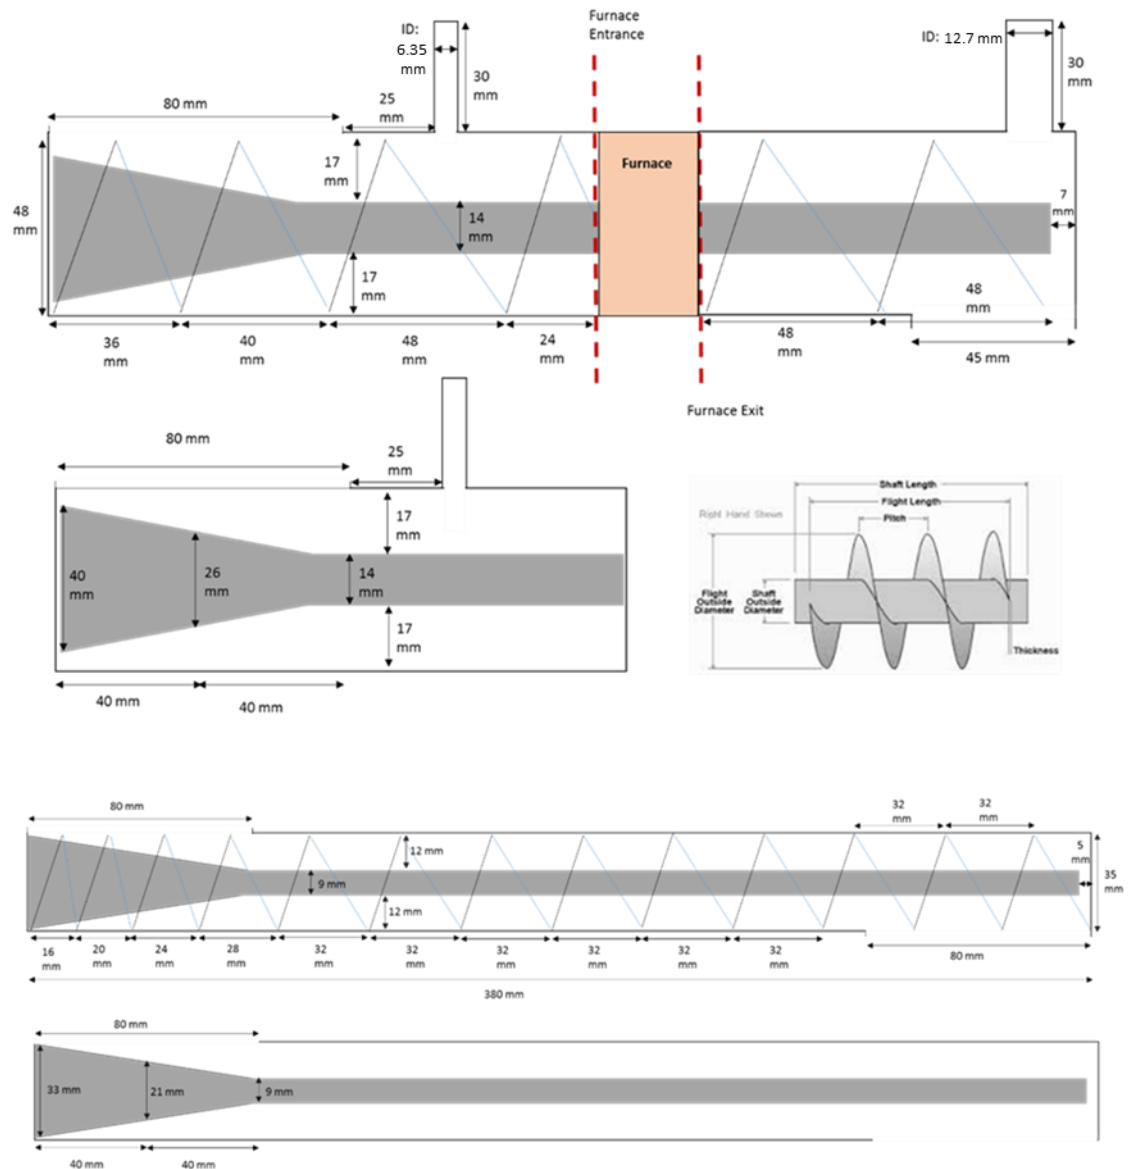 Furnace
Entrance
ID:
6.35
mm
ID: 12.7 mm
30
mm
30
mm
80 mm
25
mm
17
mm
Furnace
7
mm
48
mm
14
mm
17
mm
48
mm
36
mm
40
mm
48
mm
24
mm
48
mm
45 mm
Furnace Exit
80 mm
25
mm
17
mm
40
mm
26
mm
14
mm
17
mm
40 mm
40 mm
Shaft Length
Flight Length
Right Hand Shown
Pitch
Flight
Outside
Diameter
Shaft
Outside
Diameter
Thickness
80 mm
32
mm
32
mm
12 mm
5
mm
9 mm
35
mm
12 mm
16
mm
20
mm
24
mm
28
mm
32
mm
32
mm
32
mm
32
mm
32
mm
32
mm
80 mm
380 mm
80 mm
33 mm
21 mm
9 mm
40 mm
40 mm